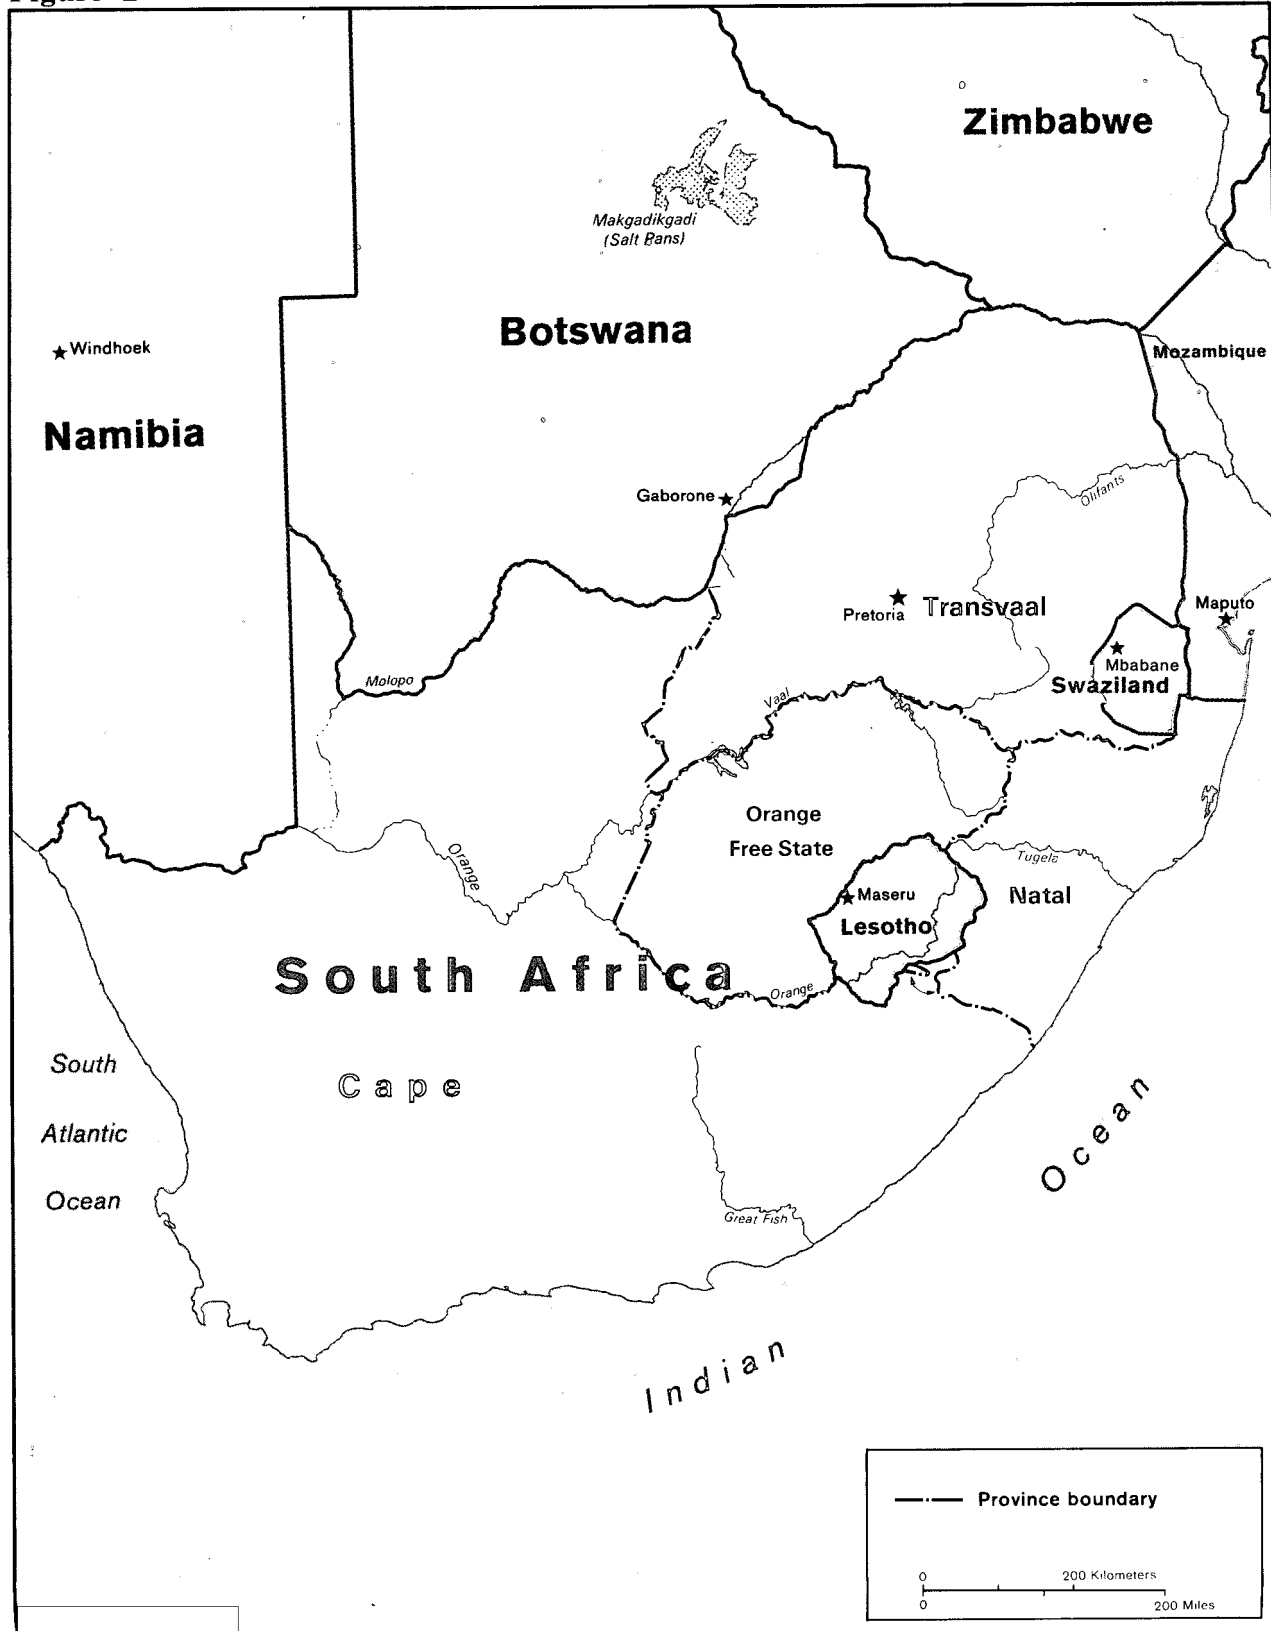 Zimbabwe
Makgadikgadi
(Salt Pans)
Botswana
Windhoek
Mozambique
Namibia
Gaborone
Olifants
Pretoria
Transvaal
Maputo
Mbabane
Swaziland
Molopo
Vaal
Orange
Free State
Orange
Tugela
Maseru
Natal
Lesotho
South Africa
Orange
South
Atlantic
Ocean
Cape
Great Fish
Indian
Ocean
Province boundary
0 200 Kilometers
0 200 Miles